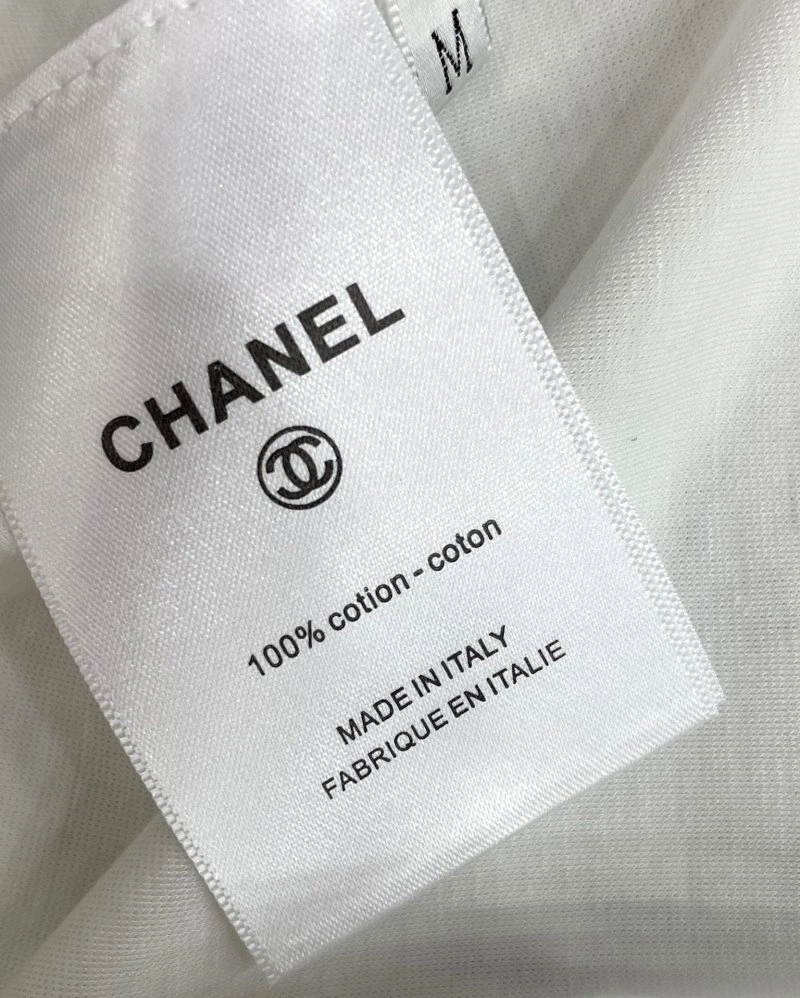 M
CHANEL
100% cotion - coton
MADE IN ITALY
FABRIQUE EN ITALIE